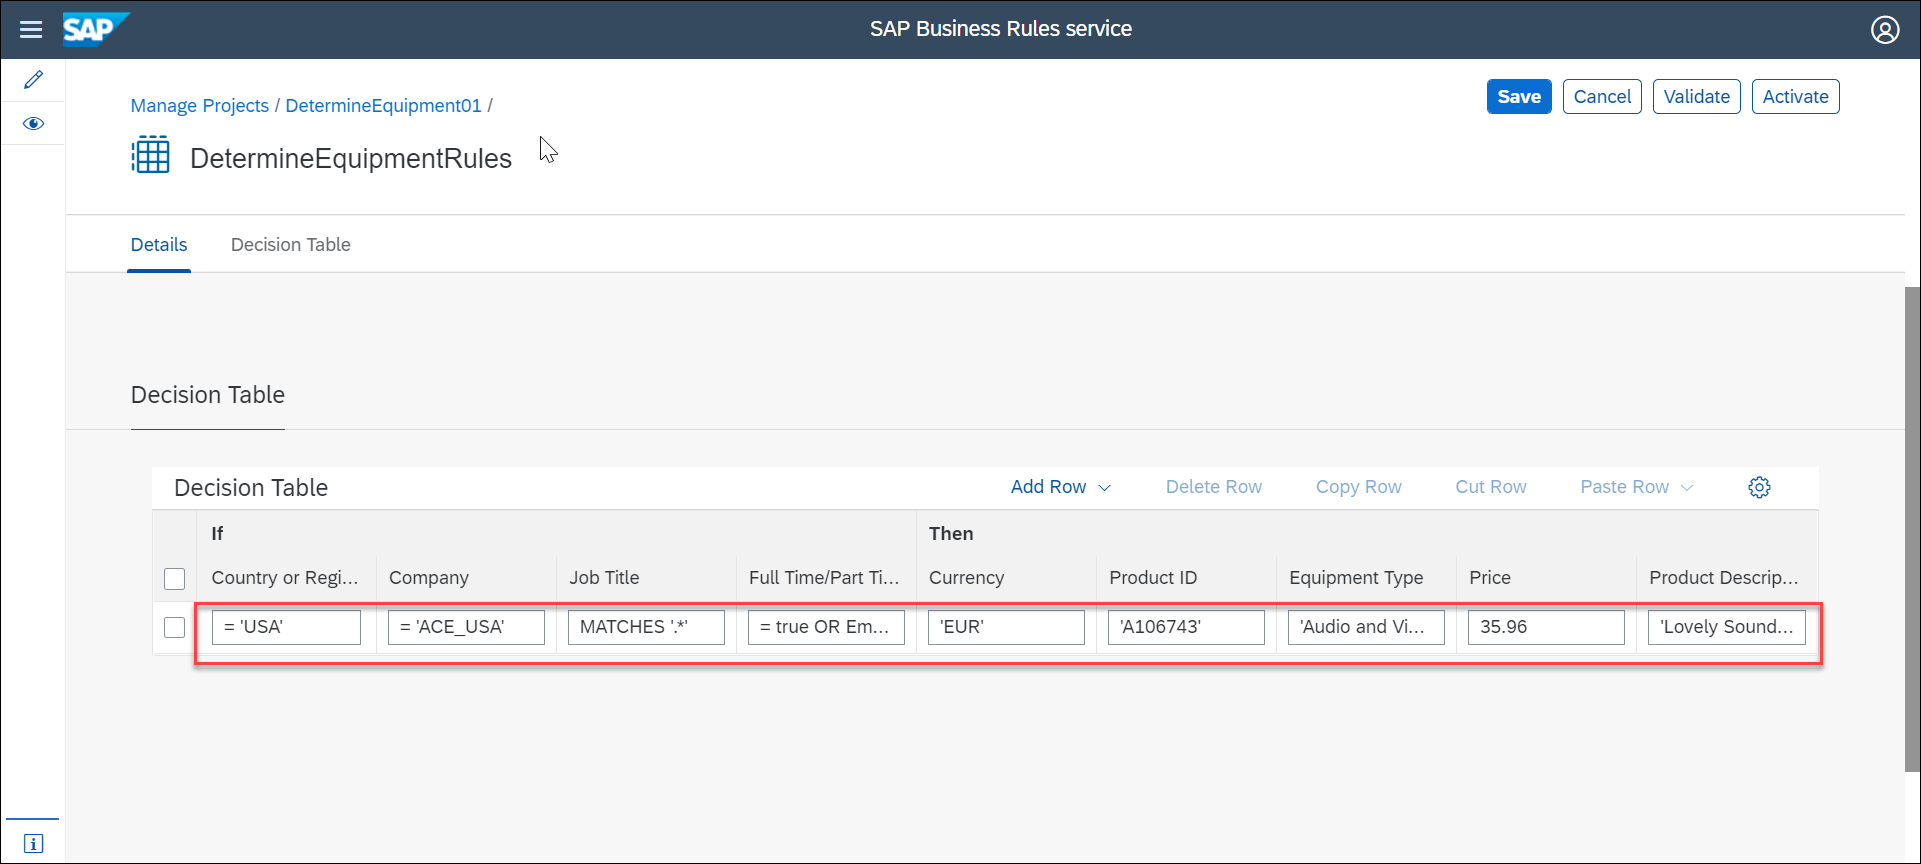 SAP
SAP Business Rules service
Manage Projects / DetermineEquipment01 /
Save
Cancel
Validate
Activate
DetermineEquipmentRules
Details
Decision Table
Decision Table
Decision Table
Add Row
Delete Row
Copy Row
Cut Row
Paste Row
If
Then
Country or Regi...
Company
Job Title
Full Time/Part Ti...
Currency
Product ID
Equipment Type
Price
Product Descrip...
= 'USA'
= 'ACE_USA'
MATCHES '.*'
= true OR Em...
'EUR'
'A106743'
'Audio and Vi...
35.96
'Lovely Sound...